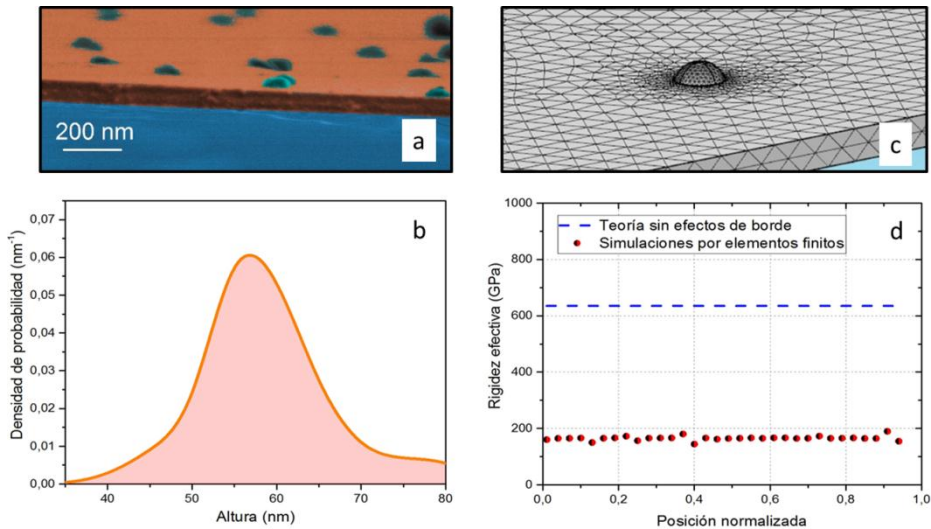 200 nm
a
c
b
Densidad de probabilidad (nm⁻¹)
0,07
0,06
0,05
0,04
0,03
0,02
0,01
0,00
40
50
60
70
80
Altura (nm)
d
Teoría sin efectos de borde
Simulaciones por elementos finitos
Rigidez efectiva (GPa)
1000
800
600
400
200
0
0,0
0,2
0,4
0,6
0,8
1,0
Posición normalizada